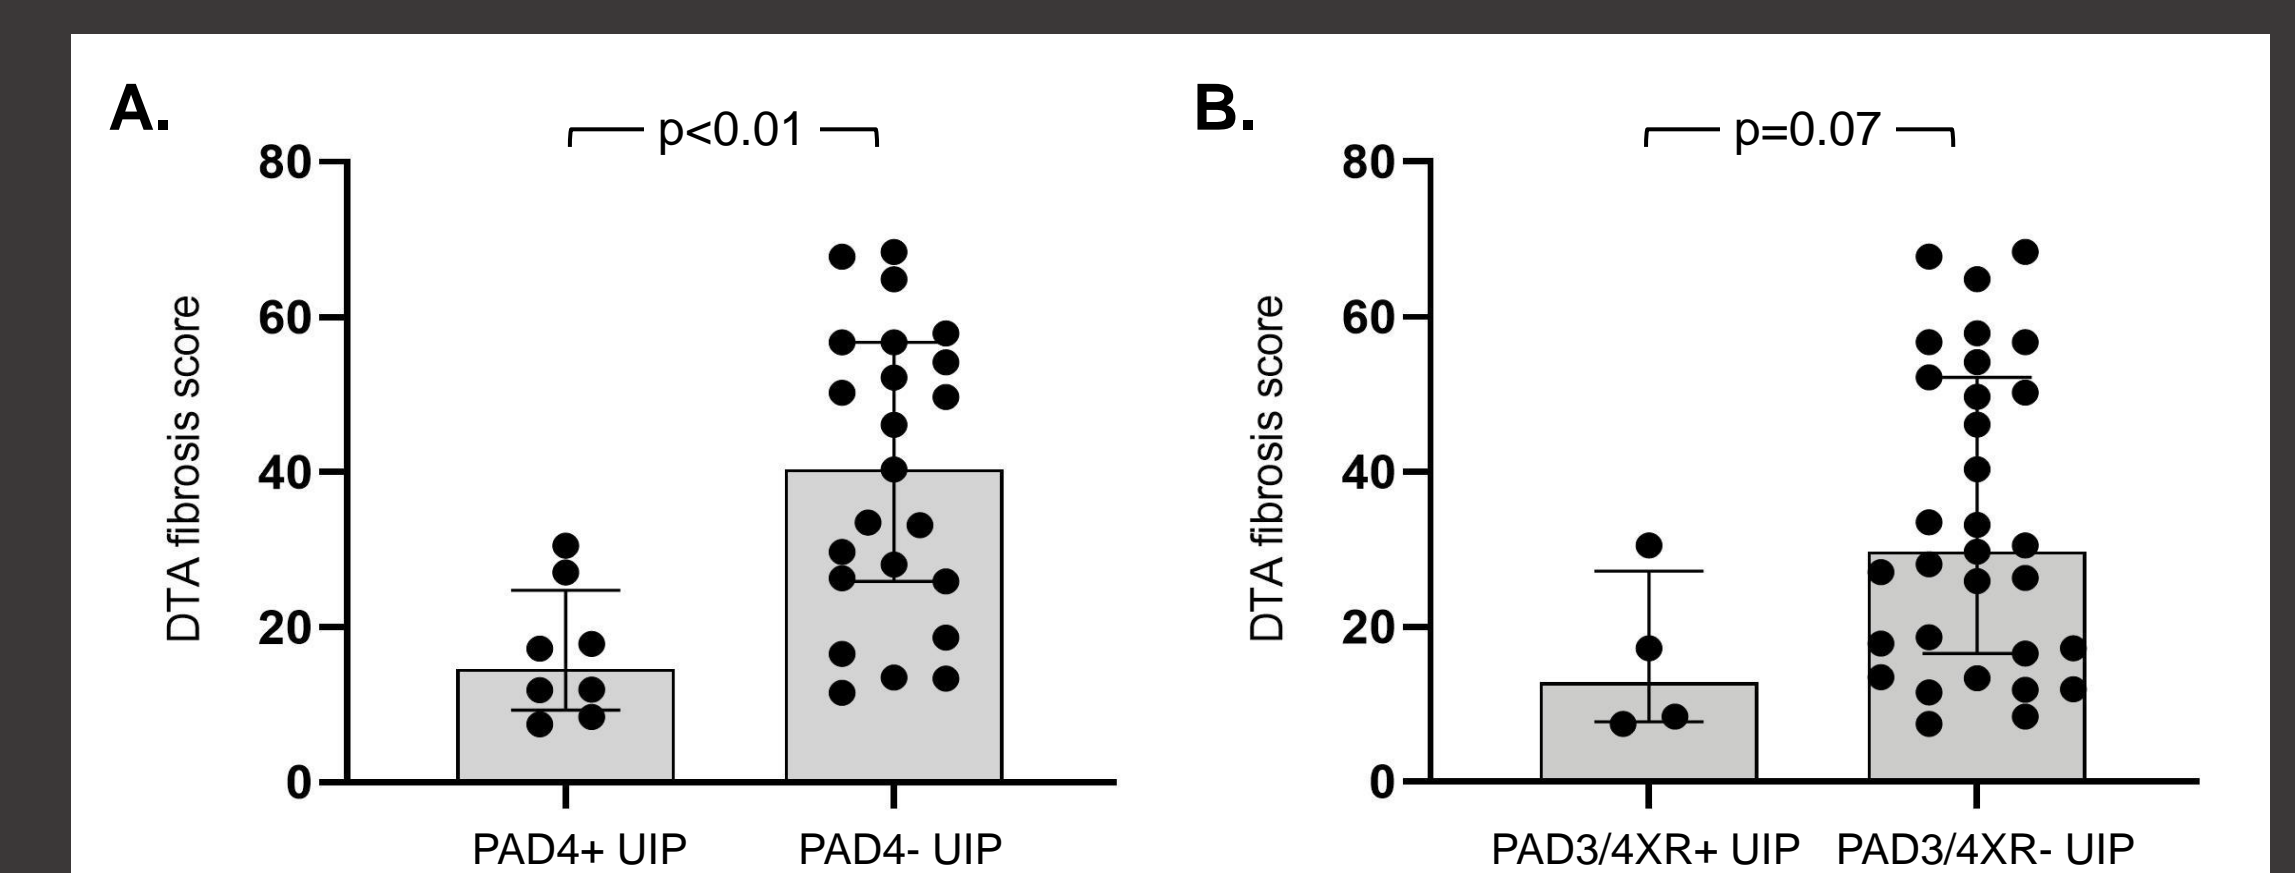 A.
p<0.01
80
60
40
20
0
DTA fibrosis score
PAD4+ UIP
PAD4- UIP
B.
p=0.07
80
60
40
20
0
DTA fibrosis score
PAD3/4XR+ UIP
PAD3/4XR- UIP